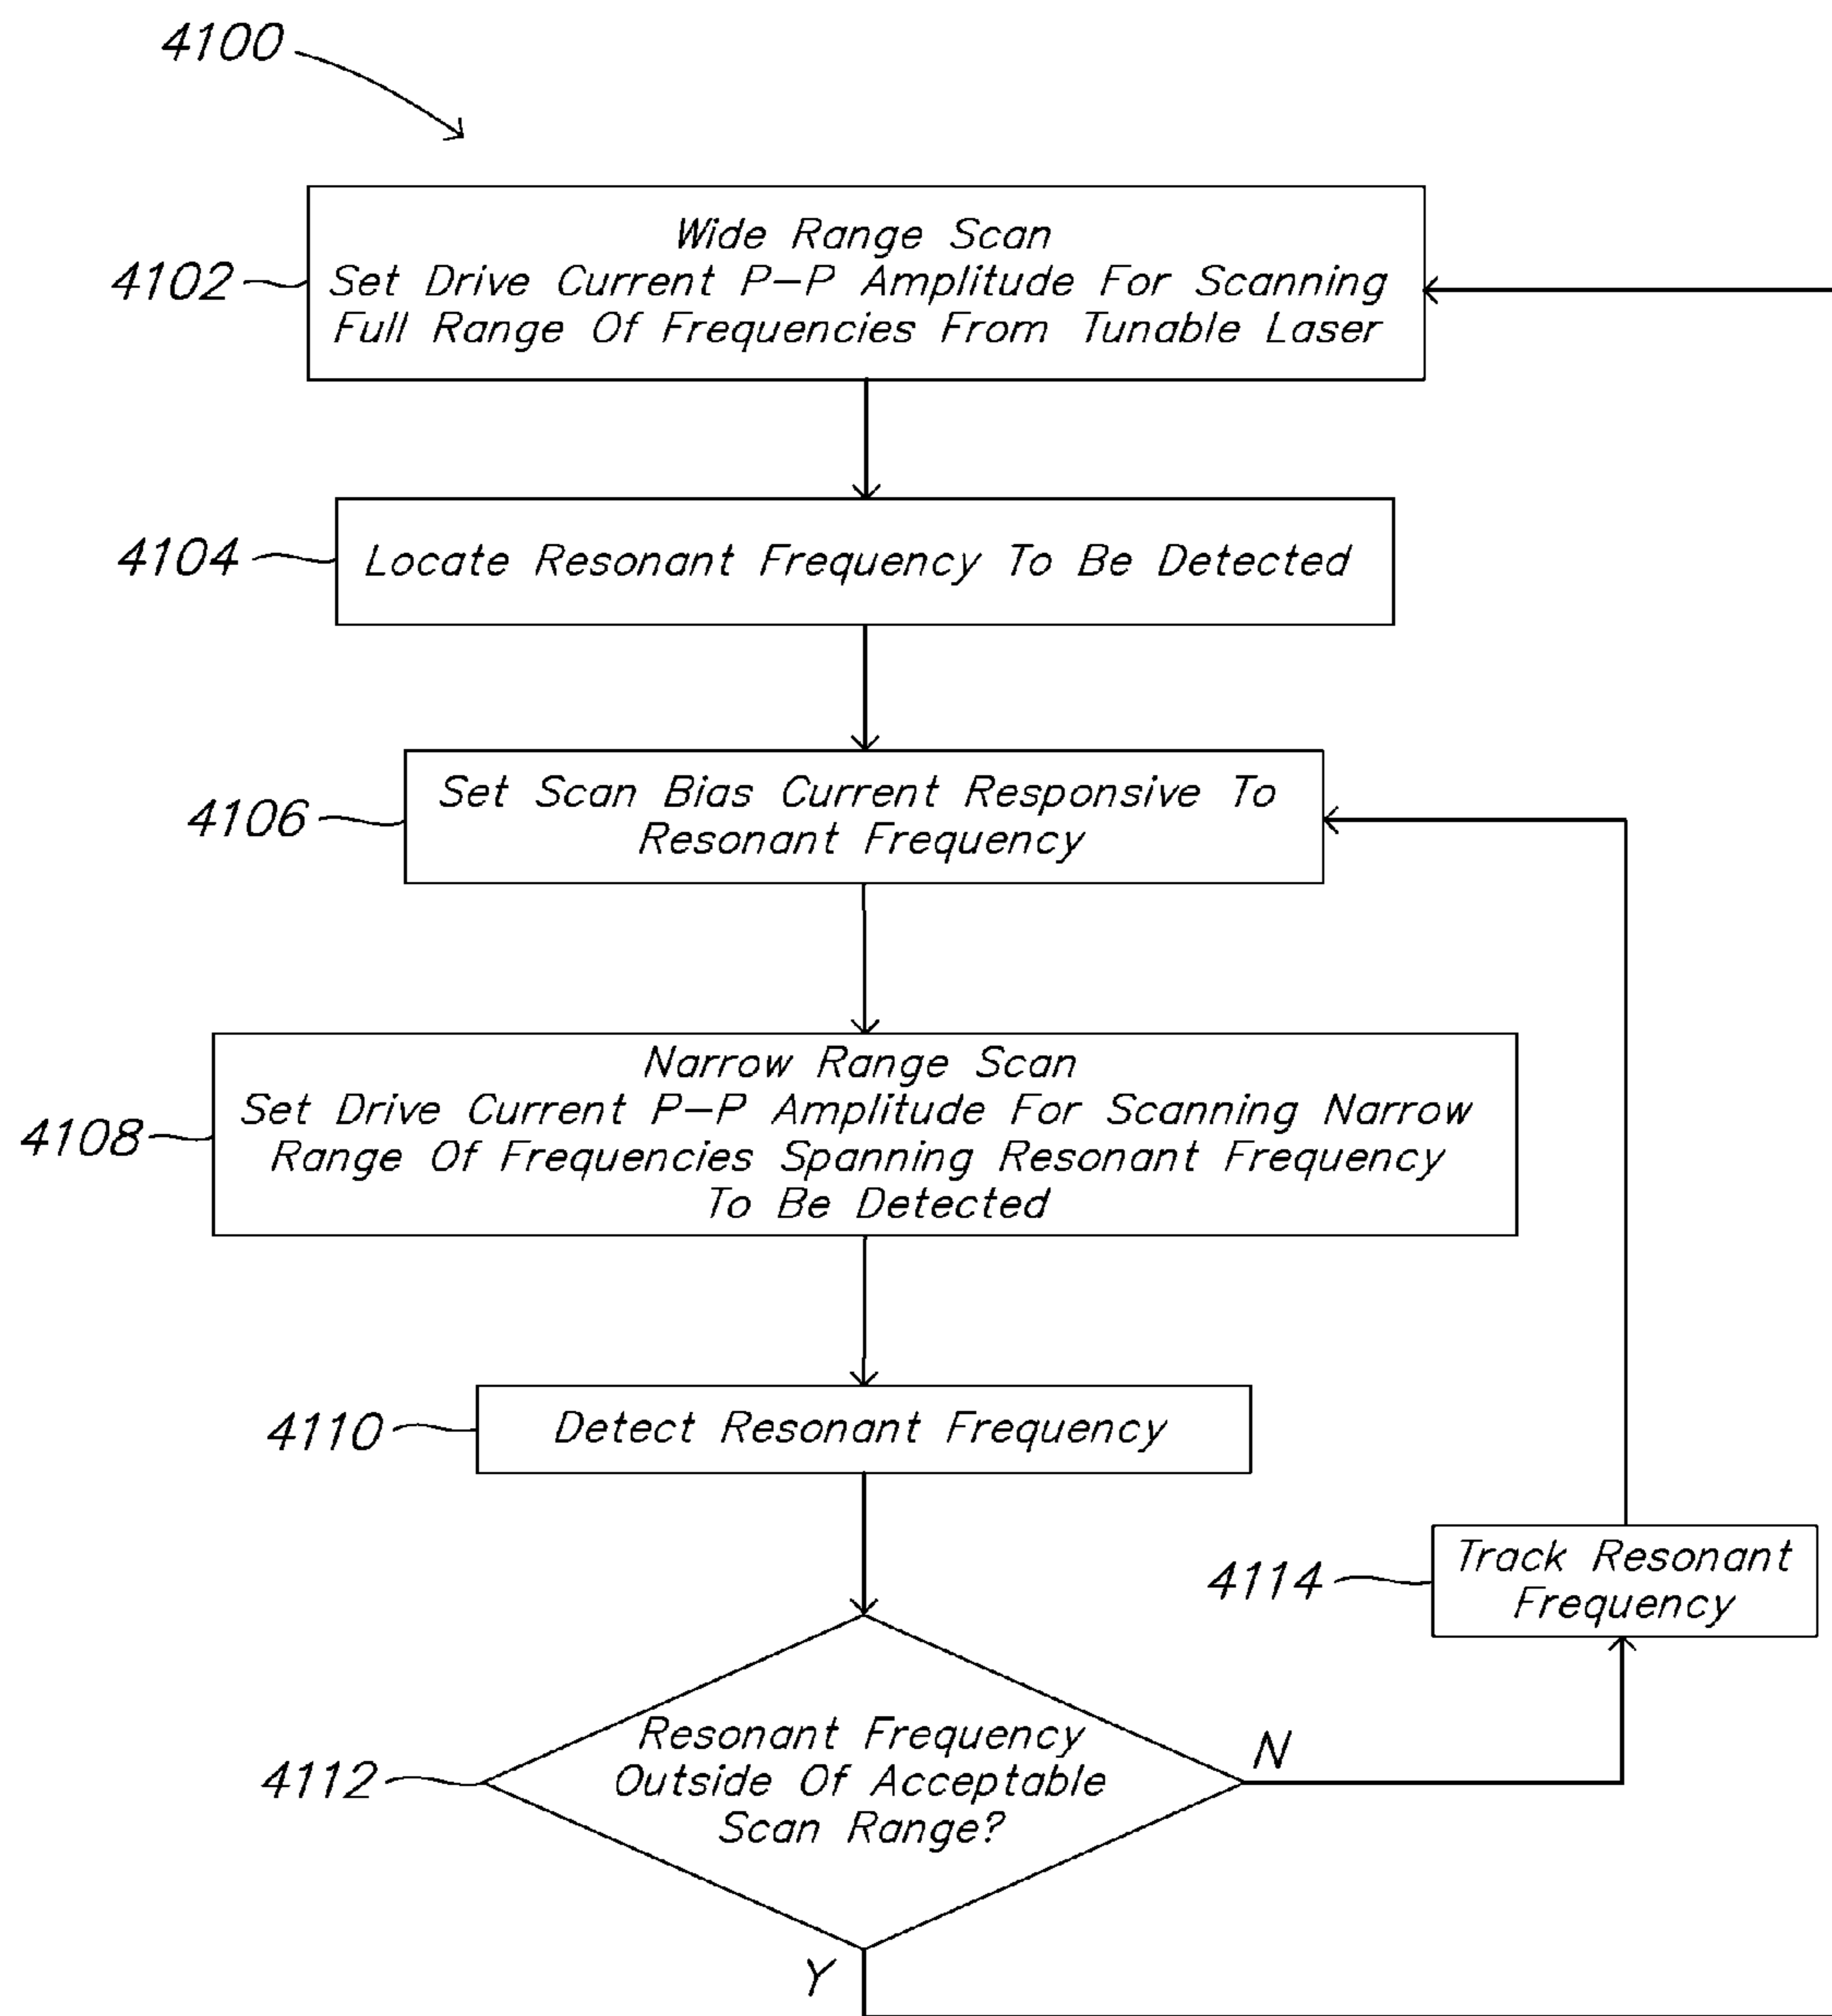 4100
4102
Wide Range Scan
Set Drive Current P-P Amplitude For Scanning
Full Range Of Frequencies From Tunable Laser
4104
Locate Resonant Frequency To Be Detected
4106
Set Scan Bias Current Responsive To
Resonant Frequency
4108
Narrow Range Scan
Set Drive Current P-P Amplitude For Scanning Narrow
Range Of Frequencies Spanning Resonant Frequency
To Be Detected
4110
Detect Resonant Frequency
4114
Track Resonant
Frequency
4112
Resonant Frequency
Outside Of Acceptable
Scan Range?
N
Y